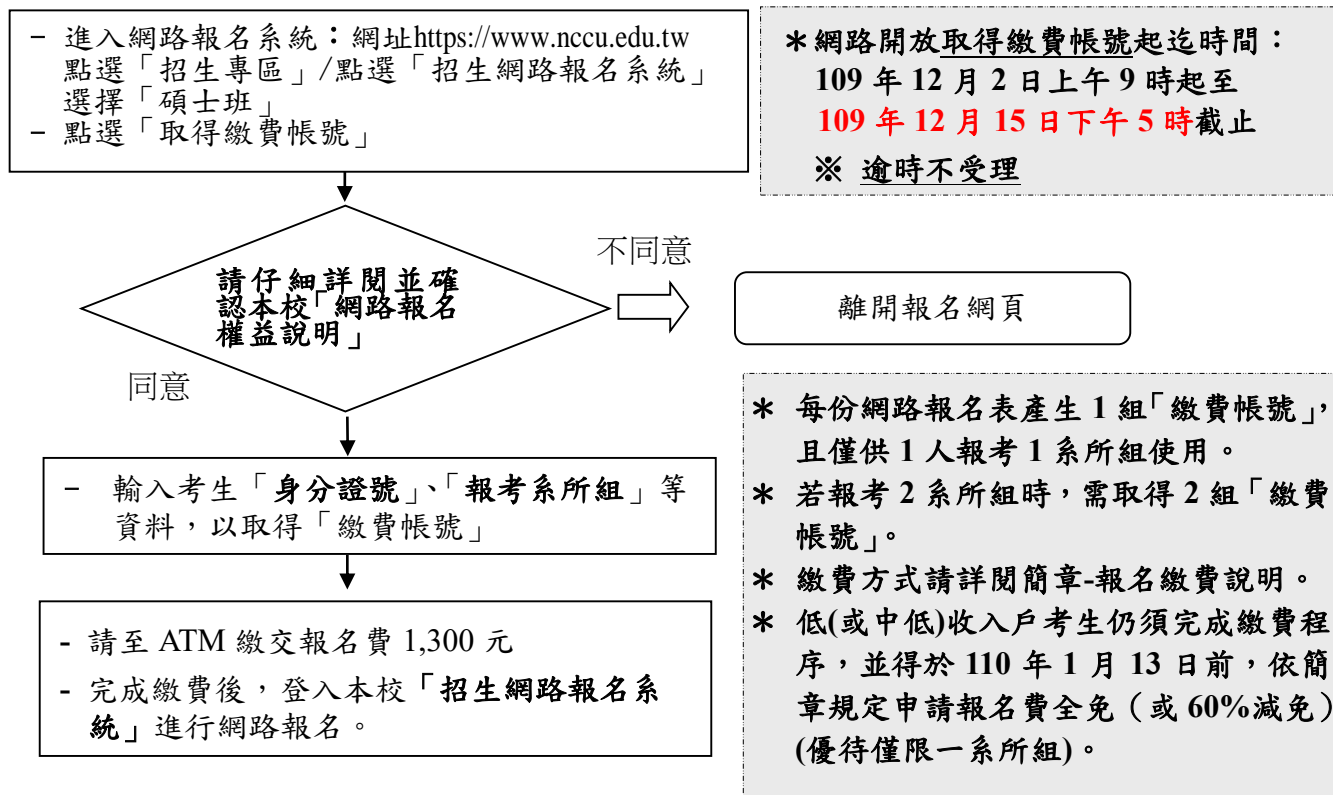 - 進入網路報名系統：網址https://www.nccu.edu.tw
點選「招生專區」/點選「招生網路報名系統」
選擇「碩士班」
- 點選「取得繳費帳號」
＊網路開放取得繳費帳號起迄時間：
109 年 12 月 2 日上午 9 時起至
109 年 12 月 15 日下午 5 時截止
※ 逾時不受理
請仔細詳閱並確
認本校「網路報名
權益說明」
不同意
離開報名網頁
同意
- 輸入考生「身分證號」、「報考系所組」等
資料，以取得「繳費帳號」
- 請至 ATM 繳交報名費 1,300 元
- 完成繳費後，登入本校「招生網路報名系
統」進行網路報名。
＊ 每份網路報名表產生 1 組「繳費帳號」，
且僅供 1 人報考 1 系所組使用。
＊ 若報考 2 系所組時，需取得 2 組「繳費
帳號」。
＊ 繳費方式請詳閱簡章-報名繳費說明。
＊ 低(或中低)收入戶考生仍須完成繳費程
序，並得於 110 年 1 月 13 日前，依簡
章規定申請報名費全免（或 60%減免）
(優待僅限一系所組)。